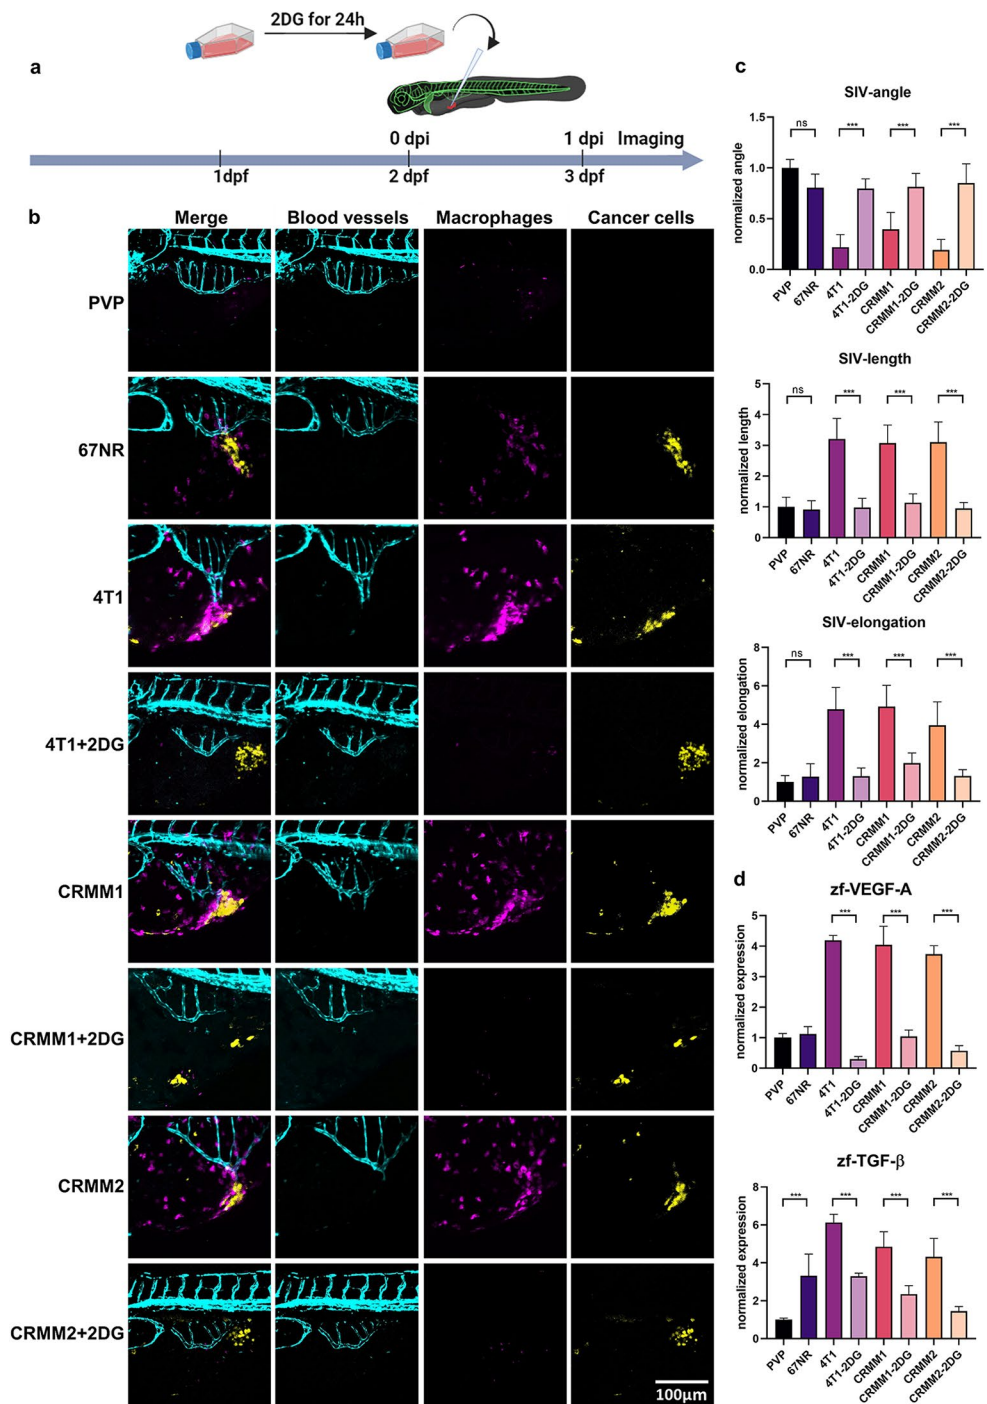 2DG for 24h
a
0 dpi
1 dpi
Imaging
1dpf
2 dpf
3 dpf
b
Merge
Blood vessels
Macrophages
Cancer cells
PVP
67NR
4T1
4T1+2DG
CRMM1
CRMM1+2DG
CRMM2
CRMM2+2DG
100μm
c
SIV-angle
normalized angle
1.5
1.0
0.5
0.0
ns
***
***
***
PVP
67NR
4T1
4T1-2DG
CRMM1
CRMM1-2DG
CRMM2
CRMM2-2DG
SIV-length
normalized length
5
4
3
2
1
0
ns
***
***
***
PVP
67NR
4T1
4T1-2DG
CRMM1
CRMM1-2DG
CRMM2
CRMM2-2DG
SIV-elongation
normalized elongation
8
6
4
2
0
ns
***
***
***
PVP
67NR
4T1
4T1-2DG
CRMM1
CRMM1-2DG
CRMM2
CRMM2-2DG
d
zf-VEGF-A
normalized expression
5
4
3
2
1
0
***
***
***
PVP
67NR
4T1
4T1-2DG
CRMM1
CRMM1-2DG
CRMM2
CRMM2-2DG
zf-TGF-β
normalized expression
8
6
4
2
0
***
***
***
***
PVP
67NR
4T1
4T1-2DG
CRMM1
CRMM1-2DG
CRMM2
CRMM2-2DG